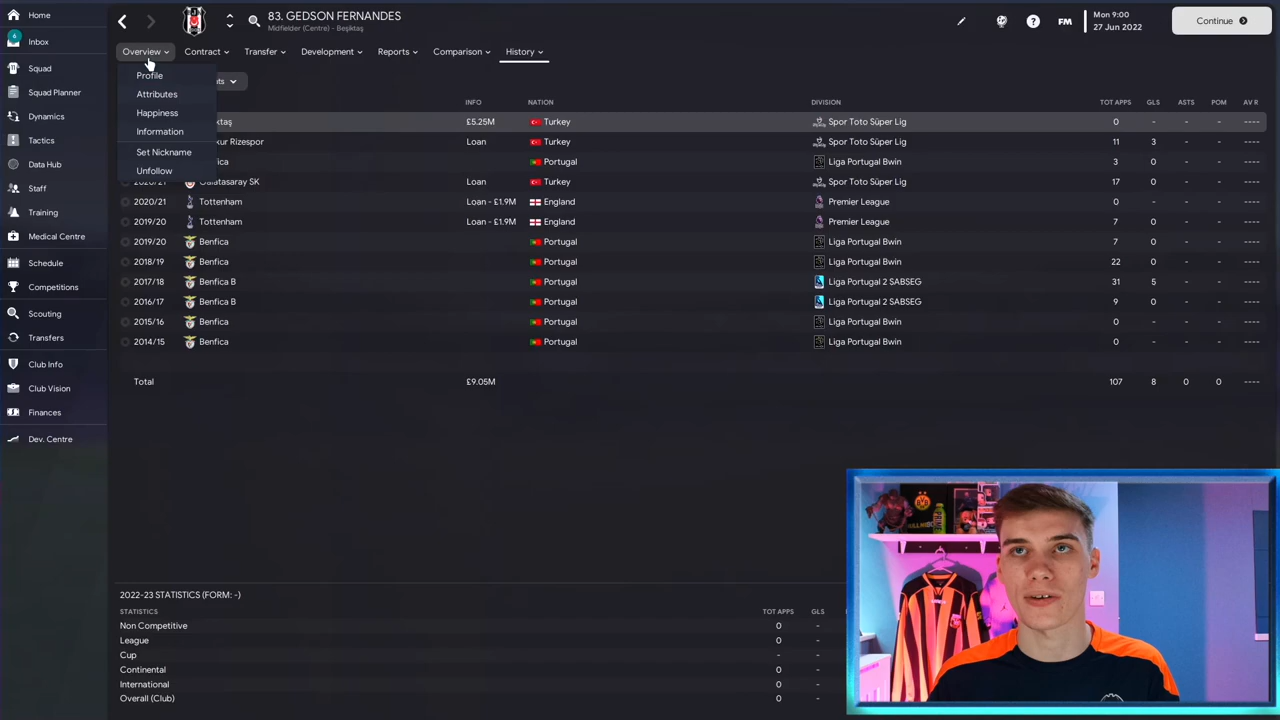 Home
6
Inbox
Squad
Squad Planner
Dynamics
Tactics
Data Hub
Staff
Training
Medical Centre
Schedule
Competitions
Scouting
Transfers
Club Info
Club Vision
Finances
Dev. Centre
83. GEDSON FERNANDES
Midfielder (Centre) - Beşiktaş
FM
Mon 9:00
27 Jun 2022
Continue
Overview Contract Transfer Development Reports Comparison History
Profile
Attributes
Happiness
Information
Set Nickname
Unfollow
INFO NATION DIVISION TOT APPS GLS ASTS POM AV R
£5.25M Turkey Spor Toto Süper Lig 0 - - - ----
Loan Turkey Spor Toto Süper Lig 11 3 - - ----
Portugal Liga Portugal Bwin 3 0 - - ----
2020/21 Galatasaray SK Loan Turkey Spor Toto Süper Lig 17 0 - - ----
2020/21 Tottenham Loan - £1.9M England Premier League 0 - - - ----
2019/20 Tottenham Loan - £1.9M England Premier League 7 0 - - ----
2019/20 Benfica Portugal Liga Portugal Bwin 7 0 - - ----
2018/19 Benfica Portugal Liga Portugal Bwin 22 0 - - ----
2017/18 Benfica B Portugal Liga Portugal 2 SABSEG 31 5 - - ----
2016/17 Benfica B Portugal Liga Portugal 2 SABSEG 9 0 - - ----
2015/16 Benfica Portugal Liga Portugal Bwin 0 - - - ----
2014/15 Benfica Portugal Liga Portugal Bwin 0 - - - ----
Total £9.05M 107 8 0 0 ----
2022-23 STATISTICS (FORM: -)
STATISTICS TOT APPS GLS
Non Competitive 0 -
League 0 -
Cup - -
Continental 0 -
International 0 -
Overall (Club) 0 -